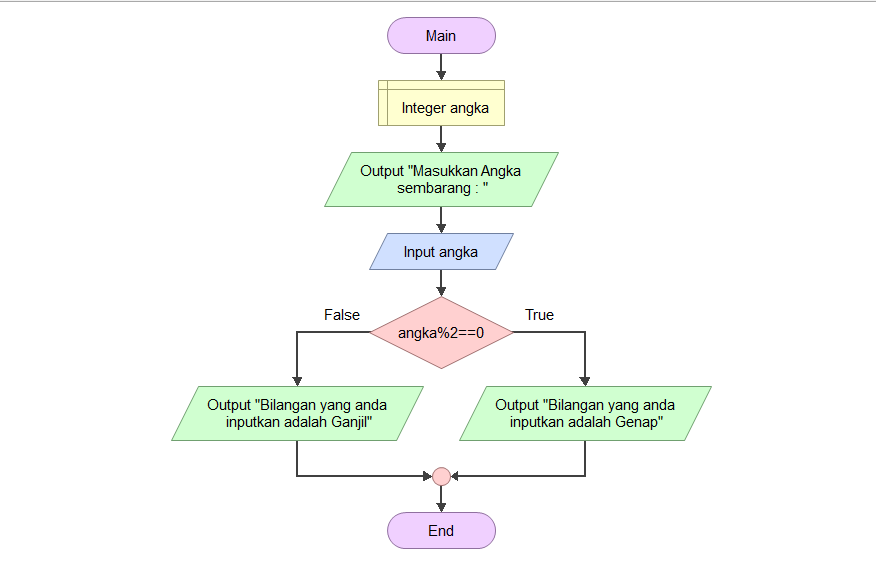 Main
Integer angka
Output "Masukkan Angka
sembarang : "
Input angka
False
True
angka%2==0
Output "Bilangan yang anda
inputkan adalah Ganjil"
Output "Bilangan yang anda
inputkan adalah Genap"
End